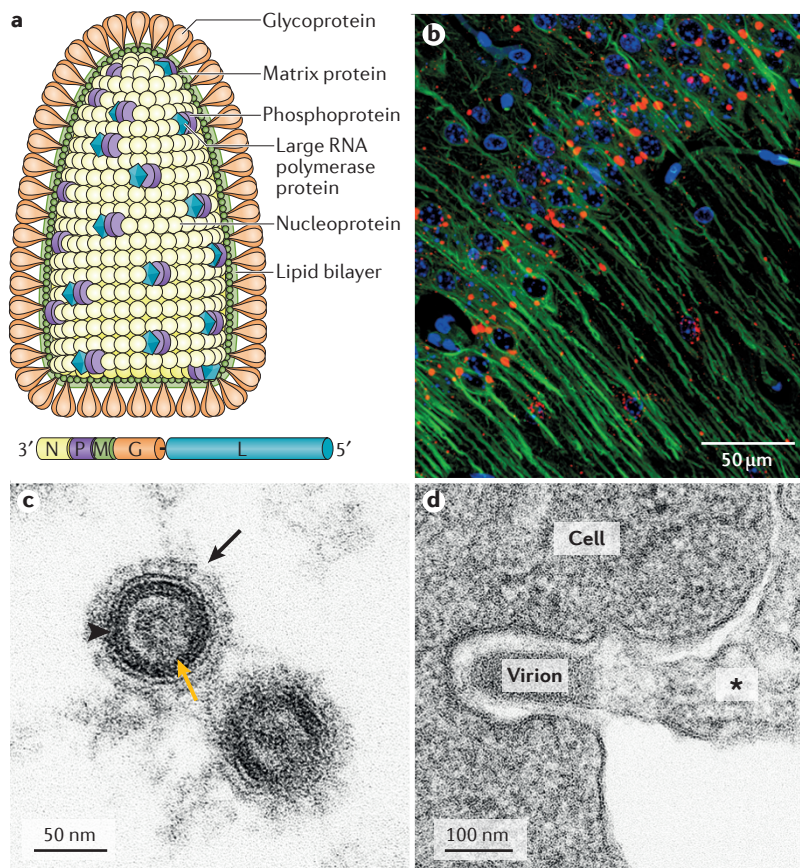 a
Glycoprotein
Matrix protein
Phosphoprotein
Large RNA
polymerase
protein
Nucleoprotein
Lipid bilayer
3′ N P M G L 5′
b
50 μm
c
50 nm
d
Cell
Virion
*
100 nm